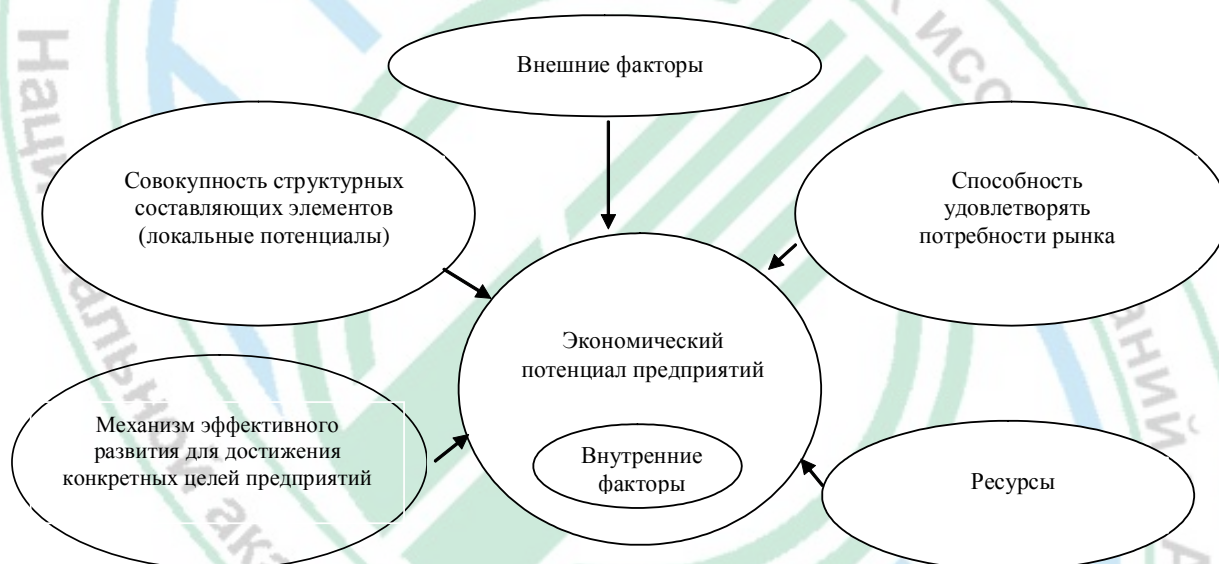 Внешние факторы
Совокупность структурных
составляющих элементов
(локальные потенциалы)
Способность
удовлетворять
потребности рынка
Экономический
потенциал предприятий
Внутренние
факторы
Механизм эффективного
развития для достижения
конкретных целей предприятий
Ресурсы